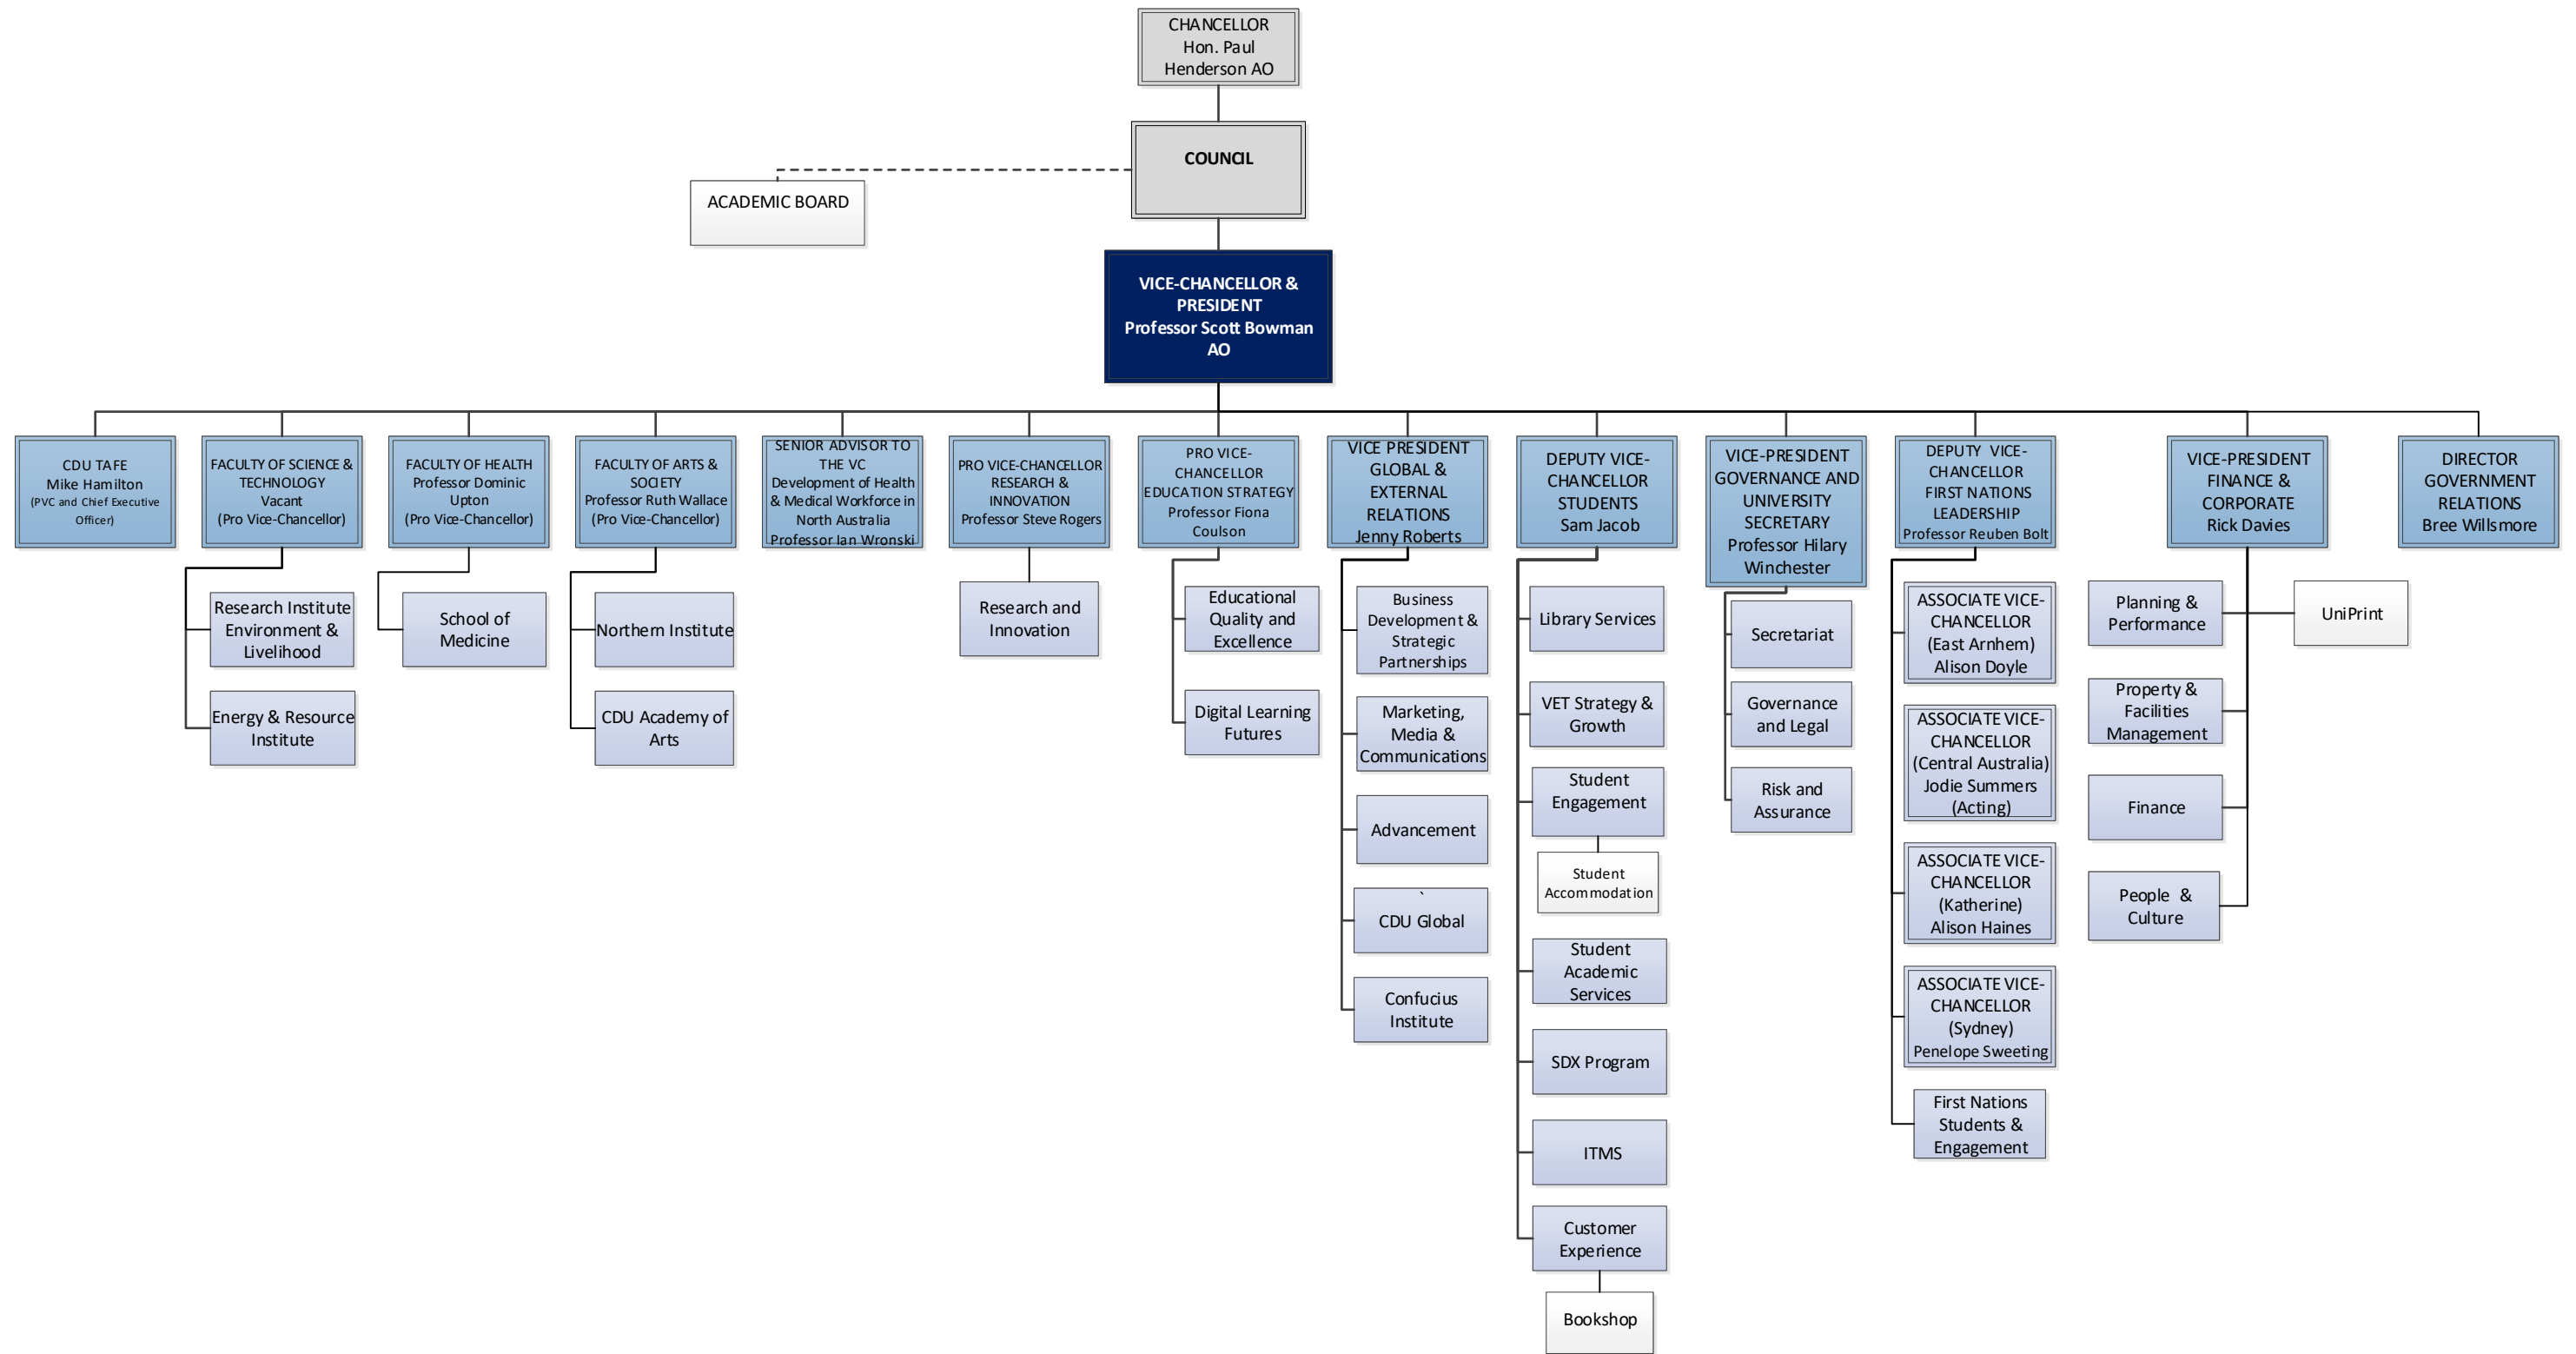 CHANCELLOR
Hon. Paul
Henderson AO
COUNCIL
ACADEMIC BOARD
VICE-CHANCELLOR &
PRESIDENT
Professor Scott Bowman
AO
CDU TAFE
Mike Hamilton
(PVC and Chief Executive
Officer)
FACULTY OF SCIENCE &
TECHNOLOGY
Vacant
(Pro Vice-Chancellor)
FACULTY OF HEALTH
Professor Dominic
Upton
(Pro Vice-Chancellor)
FACULTY OF ARTS &
SOCIETY
Professor Ruth Wallace
(Pro Vice-Chancellor)
SENIOR ADVISOR TO
THE VC
Development of Health
& Medical Workforce in
North Australia
Professor Ian Wronski
PRO VICE-CHANCELLOR
RESEARCH &
INNOVATION
Professor Steve Rogers
PRO VICE-
CHANCELLOR
EDUCATION STRATEGY
Professor Fiona
Coulson
VICE PRESIDENT
GLOBAL &
EXTERNAL
RELATIONS
Jenny Roberts
DEPUTY VICE-
CHANCELLOR
STUDENTS
Sam Jacob
VICE-PRESIDENT
GOVERNANCE AND
UNIVERSITY
SECRETARY
Professor Hilary
Winchester
DEPUTY  VICE-
CHANCELLOR
FIRST NATIONS
LEADERSHIP
Professor Reuben Bolt
VICE-PRESIDENT
FINANCE &
CORPORATE
Rick Davies
DIRECTOR
GOVERNMENT
RELATIONS
Bree Willsmore
Research Institute
Environment &
Livelihood
Energy & Resource
Institute
School of
Medicine
Northern Institute
CDU Academy of
Arts
Research and
Innovation
Educational
Quality and
Excellence
Digital Learning
Futures
Business
Development &
Strategic
Partnerships
Marketing,
Media &
Communications
Advancement
`
CDU Global
Confucius
Institute
Library Services
VET Strategy &
Growth
Student
Engagement
Student
Accommodation
Student
Academic
Services
SDX Program
ITMS
Customer
Experience
Bookshop
Secretariat
Governance
and Legal
Risk and
Assurance
ASSOCIATE VICE-
CHANCELLOR
(East Arnhem)
Alison Doyle
ASSOCIATE VICE-
CHANCELLOR
(Central Australia)
Jodie Summers
(Acting)
ASSOCIATE VICE-
CHANCELLOR
(Katherine)
Alison Haines
ASSOCIATE VICE-
CHANCELLOR
(Sydney)
Penelope Sweeting
First Nations
Students &
Engagement
Planning &
Performance
UniPrint
Property &
Facilities
Management
Finance
People  &
Culture